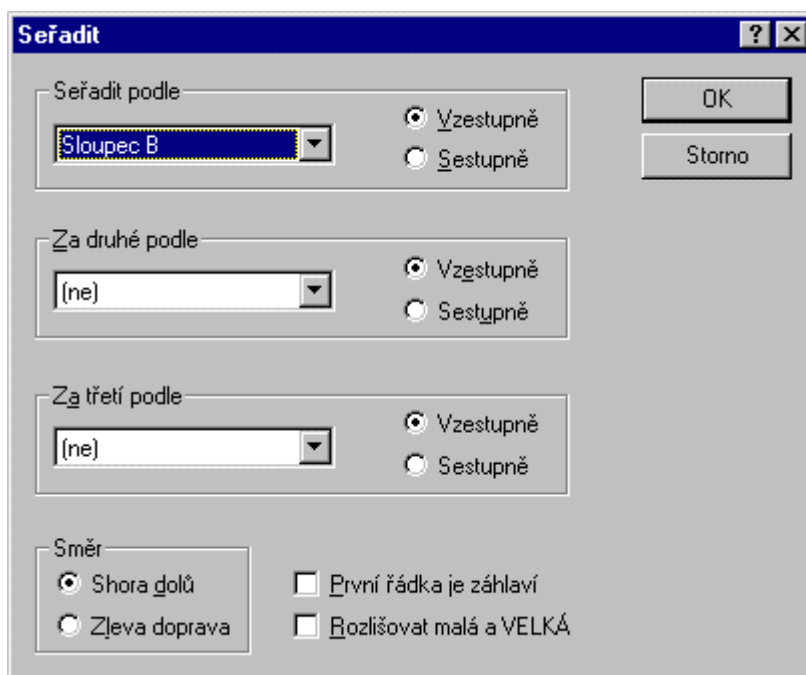 Seřadit
Seřadit podle
Sloupec B
Vzestupně
Sestupně
OK
Storno
Za druhé podle
(ne)
Vzestupně
Sestupně
Za třetí podle
(ne)
Vzestupně
Sestupně
Směr
Shora dolů
Zleva doprava
První řádka je záhlaví
Rozlišovat malá a VELKÁ